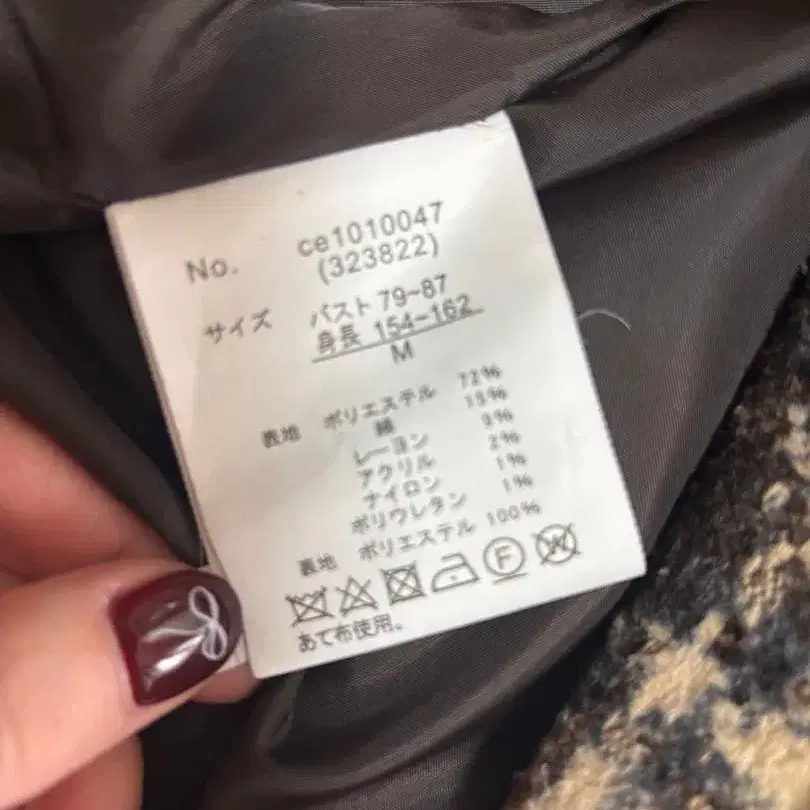 No. ce1010047
(323822)
サイズ バスト 79~87
身長 154~162
M
表地 ポリエステル 72%
綿 15%
レーヨン 9%
アクリル 2%
ナイロン 1%
ポリウレタン 1%
裏地 ポリエステル 100%
F W
あて布使用。